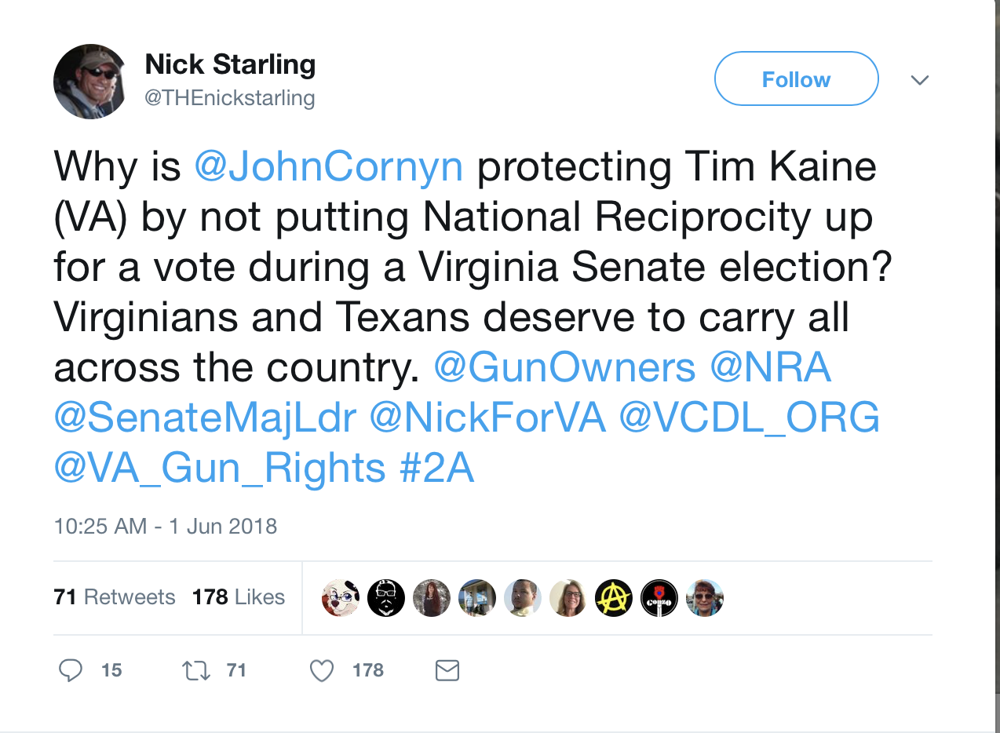 Nick Starling
@THEnickstarling
Follow
Why is @JohnCornyn protecting Tim Kaine
(VA) by not putting National Reciprocity up
for a vote during a Virginia Senate election?
Virginians and Texans deserve to carry all
across the country. @GunOwners @NRA
@SenateMajLdr @NickForVA @VCDL_ORG
@VA_Gun_Rights #2A
10:25 AM - 1 Jun 2018
71 Retweets 178 Likes
GONZO
15 71 178